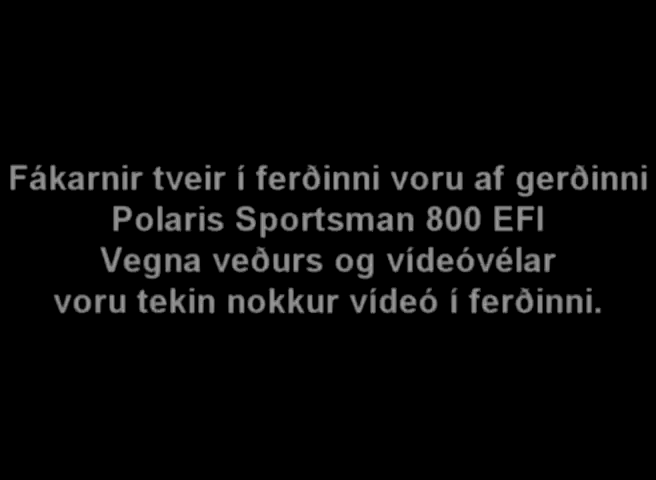 Fákarnir tveir í ferðinni voru af gerðinni
Polaris Sportsman 800 EFI
Vegna veðurs og vídeóvélar
voru tekin nokkur vídeó í ferðinni.